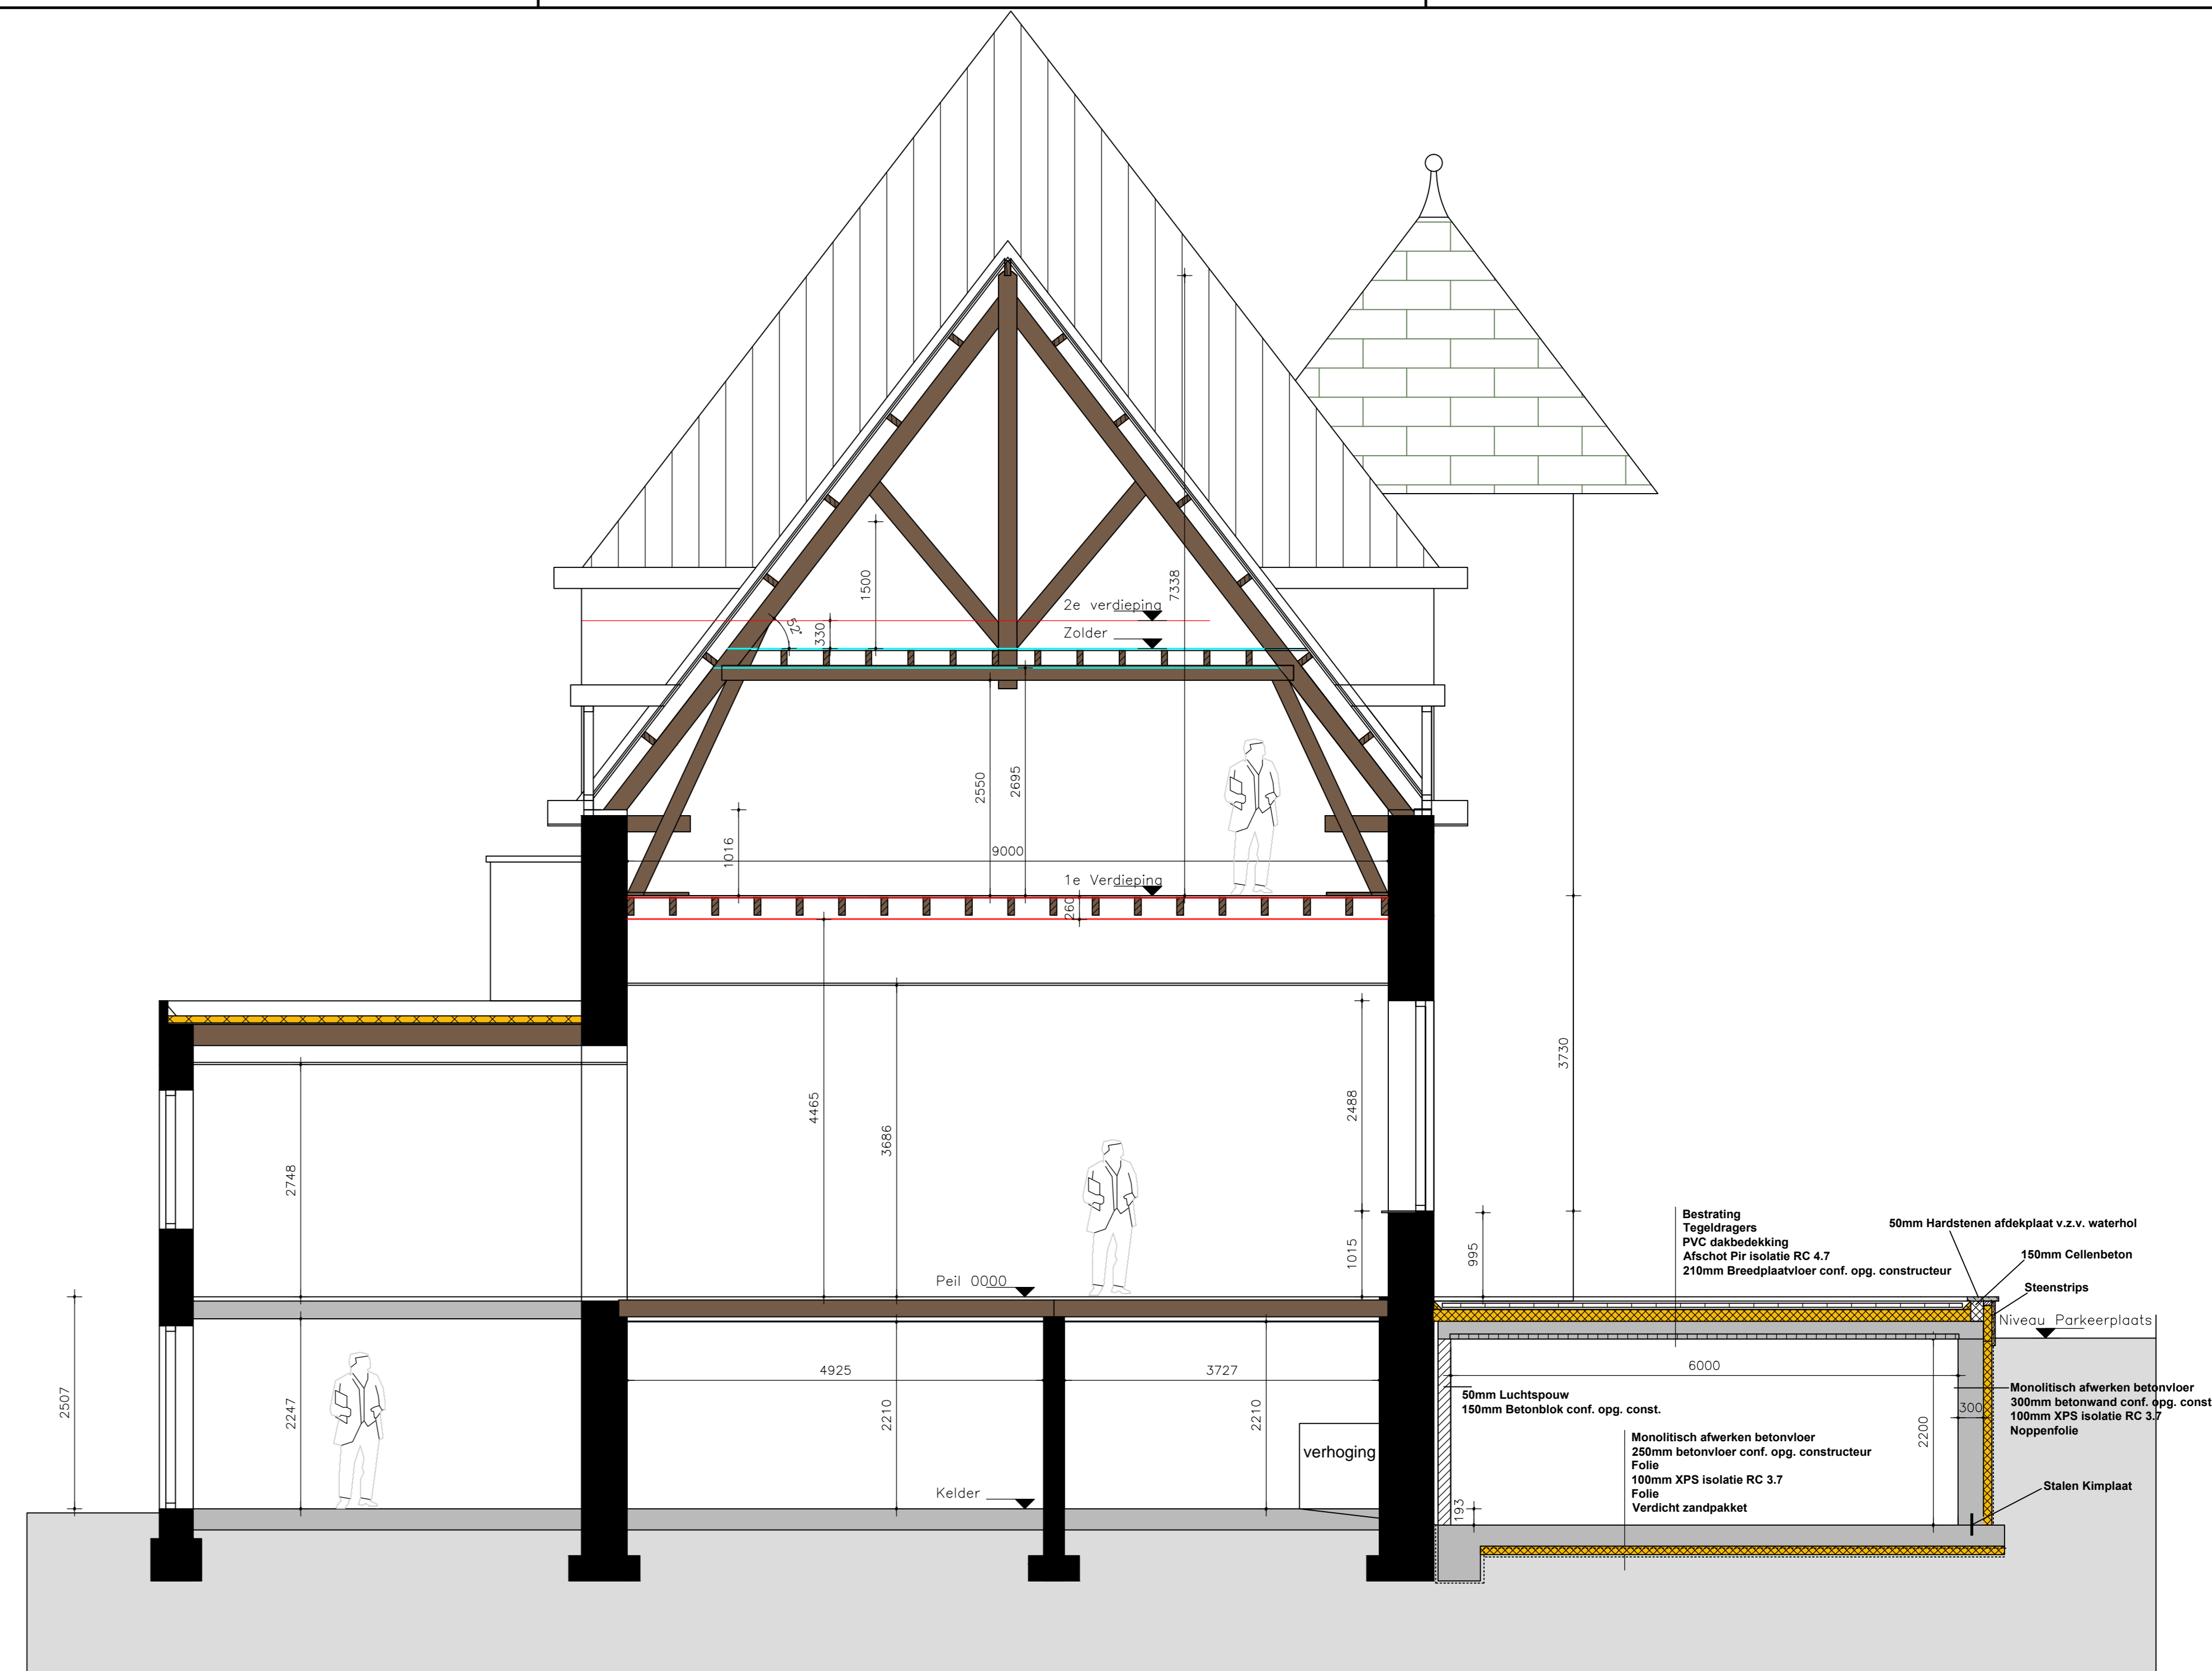 7338
1500
2e verdieping
52°
330
Zolder
2550
2695
1016
9000
1e Verdieping
260
3730
4465
3686
2488
2748
1015
995
Bestrating
Tegeldragers
PVC dakbedekking
Afschot Pir isolatie RC 4.7
210mm Breedplaatvloer conf. opg. constructeur
50mm Hardstenen afdekplaat v.z.v. waterhol
150mm Cellenbeton
Steenstrips
Niveau Parkeerplaats
Peil 0000
4925
3727
6000
2507
2247
2210
2210
2200
300
50mm Luchtspouw
150mm Betonblok conf. opg. const.
Monolitisch afwerken betonvloer
300mm betonwand conf. opg. const
100mm XPS isolatie RC 3.7
Noppenfolie
verhoging
Monolitisch afwerken betonvloer
250mm betonvloer conf. opg. constructeur
Folie
100mm XPS isolatie RC 3.7
Folie
Verdicht zandpakket
Kelder
193
Stalen Kimplaat